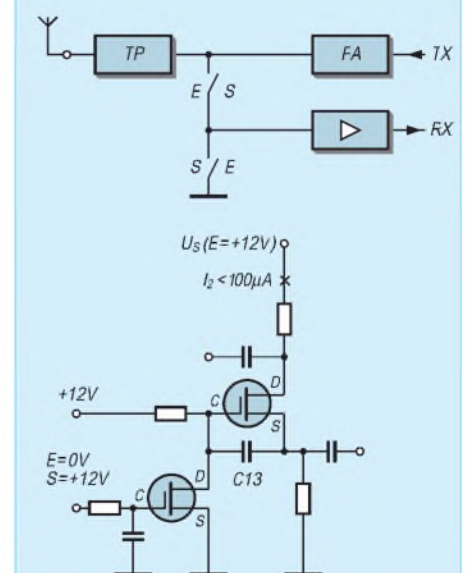 TP
FA
TX
E
S
RX
S
E
U_S (E=+12V)
I_2 <100µA
D
+12V
C
S
E=0V
S=+12V
D
C13
C
S